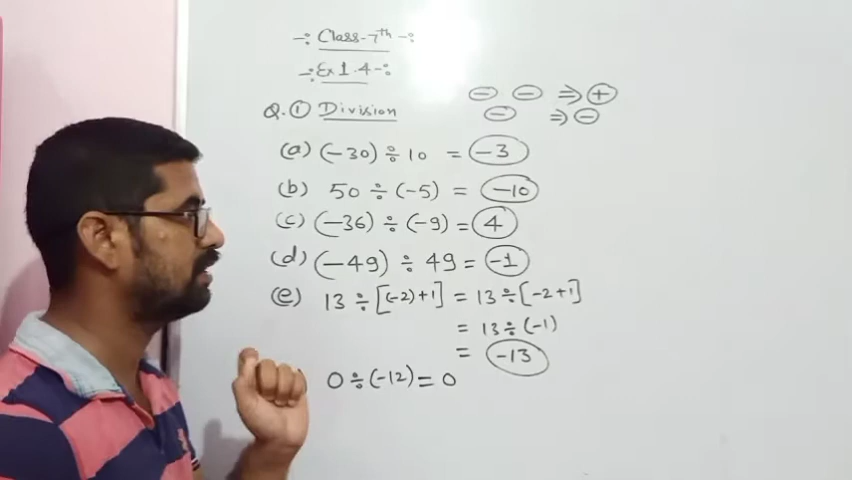 -: Class-7th -:
-: Ex 1.4 -:
Q. ① Division
⊖ ⊖ ⇒ ⊕
⊖ ⇒ ⊖
(a) (-30) ÷ 10 = -3
(b) 50 ÷ (-5) = -10
(c) (-36) ÷ (-9) = 4
(d) (-49) ÷ 49 = -1
(e) 13 ÷ [(-2)+1] = 13 ÷ [-2+1]
= 13 ÷ (-1)
= -13
0 ÷ (-12) = 0